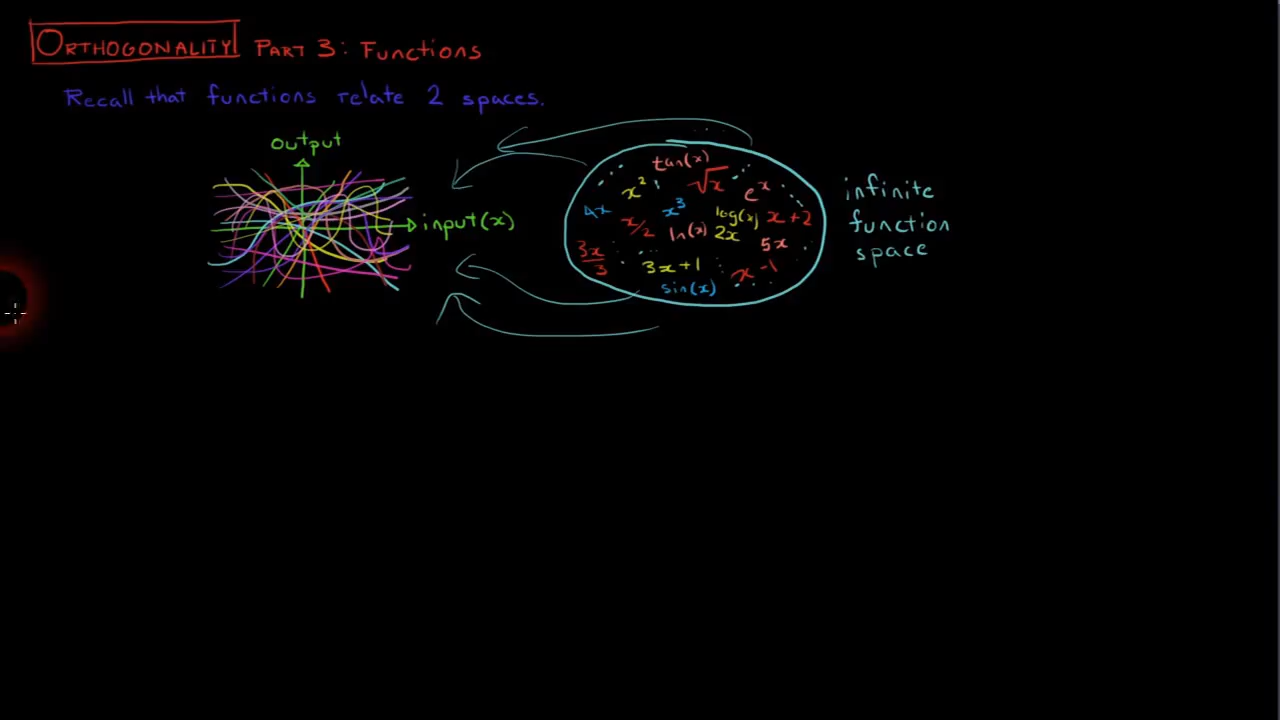 ORTHOGONALITY PART 3: FUNCTIONS
Recall that functions relate 2 spaces.
output
input(x)
tan(x)
x² √x eˣ
4x x³ log(x) x+2
x/2 ln(x) 2x
3x/3 5x
3x+1 x-1
sin(x)
infinite
function
space